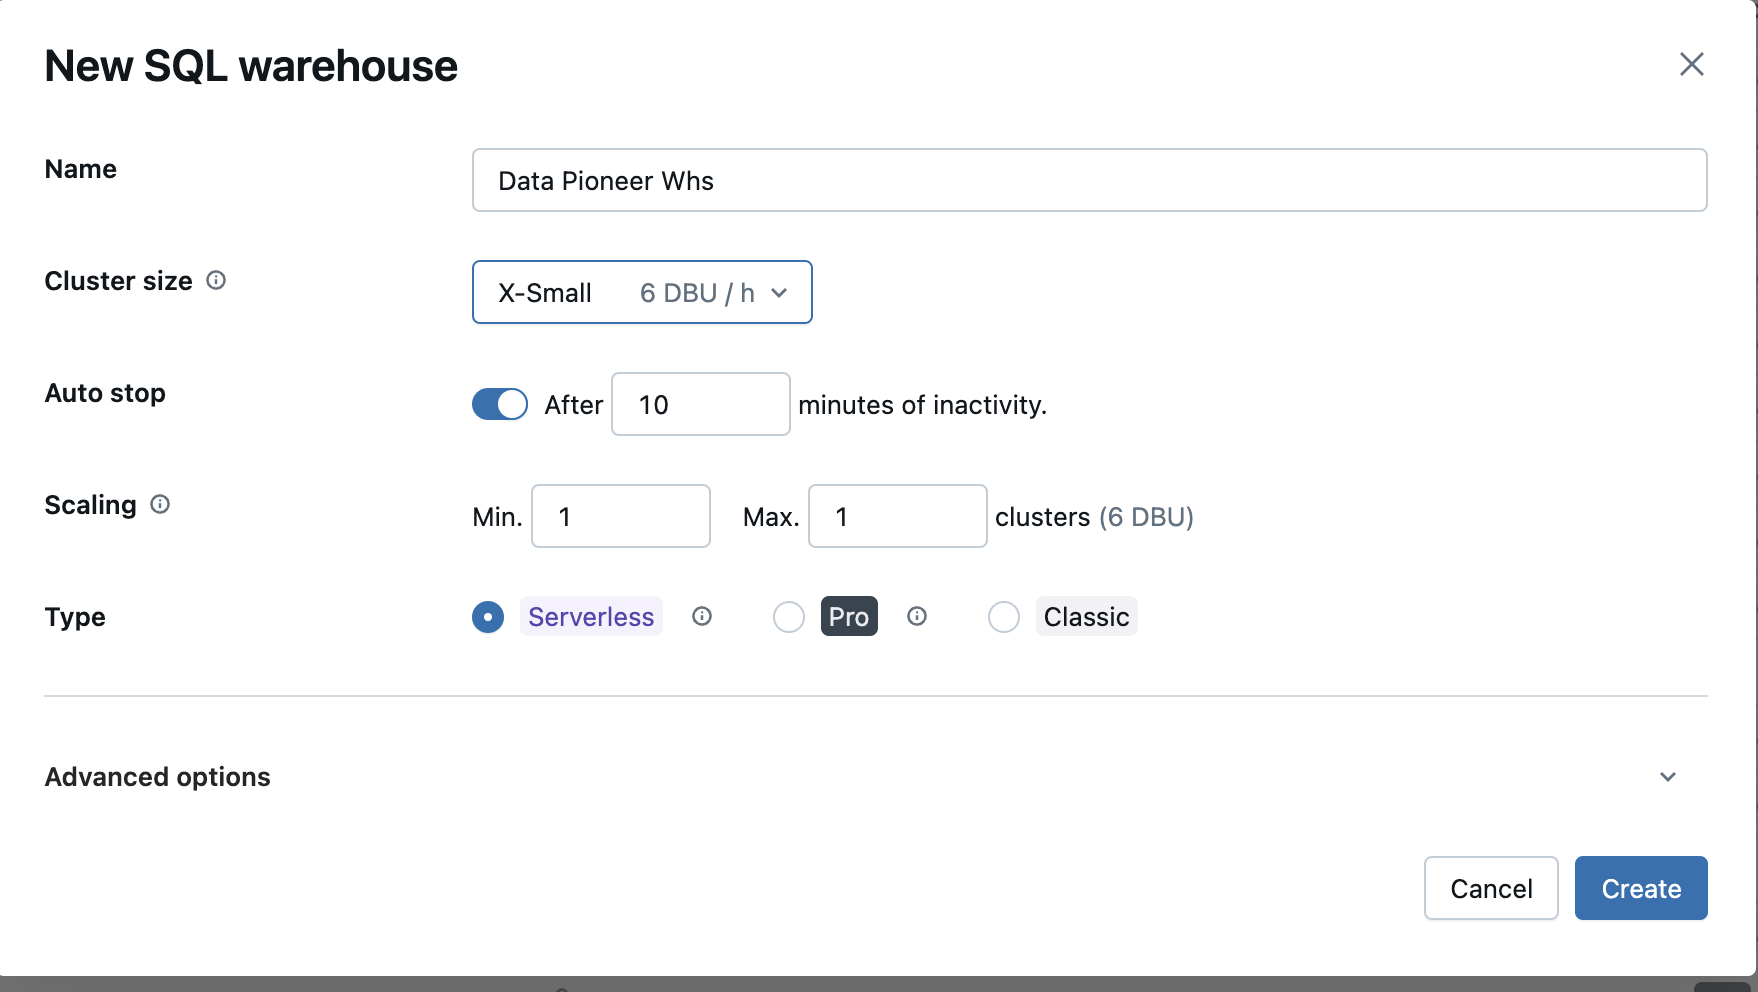 New SQL warehouse
Name
Data Pioneer Whs
Cluster size
X-Small 6 DBU / h
Auto stop
After 10 minutes of inactivity.
Scaling
Min. 1 Max. 1 clusters (6 DBU)
Type
Serverless Pro Classic
Advanced options
Cancel Create